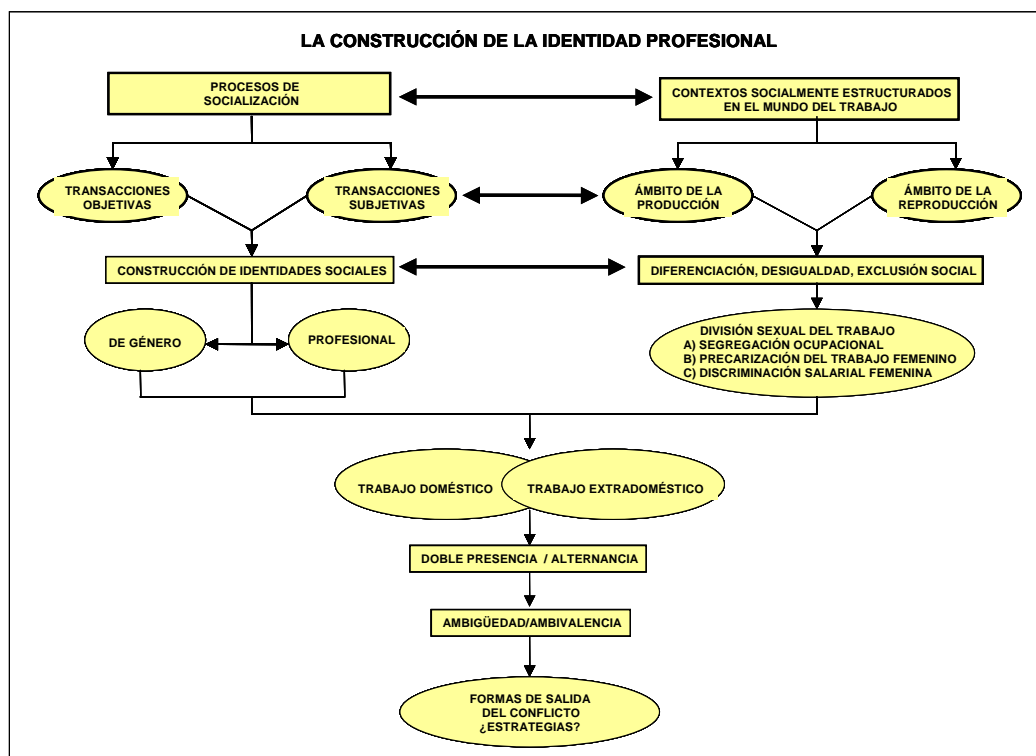 LA CONSTRUCCIÓN DE LA IDENTIDAD PROFESIONAL
PROCESOS DE
SOCIALIZACIÓN
CONTEXTOS SOCIALMENTE ESTRUCTURADOS
EN EL MUNDO DEL TRABAJO
TRANSACCIONES
OBJETIVAS
TRANSACCIONES
SUBJETIVAS
ÁMBITO DE LA
PRODUCCIÓN
ÁMBITO DE LA
REPRODUCCIÓN
CONSTRUCCIÓN DE IDENTIDADES SOCIALES
DIFERENCIACIÓN, DESIGUALDAD, EXCLUSIÓN SOCIAL
DE GÉNERO
PROFESIONAL
DIVISIÓN SEXUAL DEL TRABAJO
A) SEGREGACIÓN OCUPACIONAL
B) PRECARIZACIÓN DEL TRABAJO FEMENINO
C) DISCRIMINACIÓN SALARIAL FEMENINA
TRABAJO DOMÉSTICO
TRABAJO EXTRADOMÉSTICO
DOBLE PRESENCIA / ALTERNANCIA
AMBIGÜEDAD/AMBIVALENCIA
FORMAS DE SALIDA
DEL CONFLICTO
¿ESTRATEGIAS?